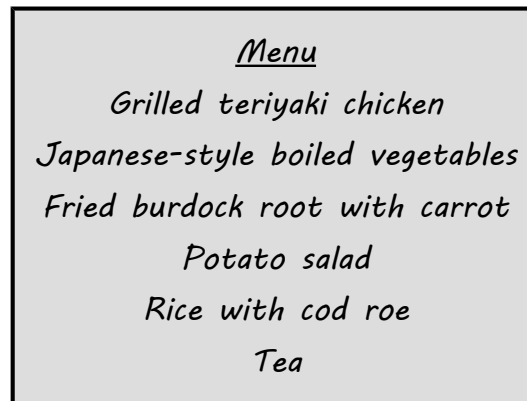 Menu
Grilled teriyaki chicken
Japanese-style boiled vegetables
Fried burdock root with carrot
Potato salad
Rice with cod roe
Tea